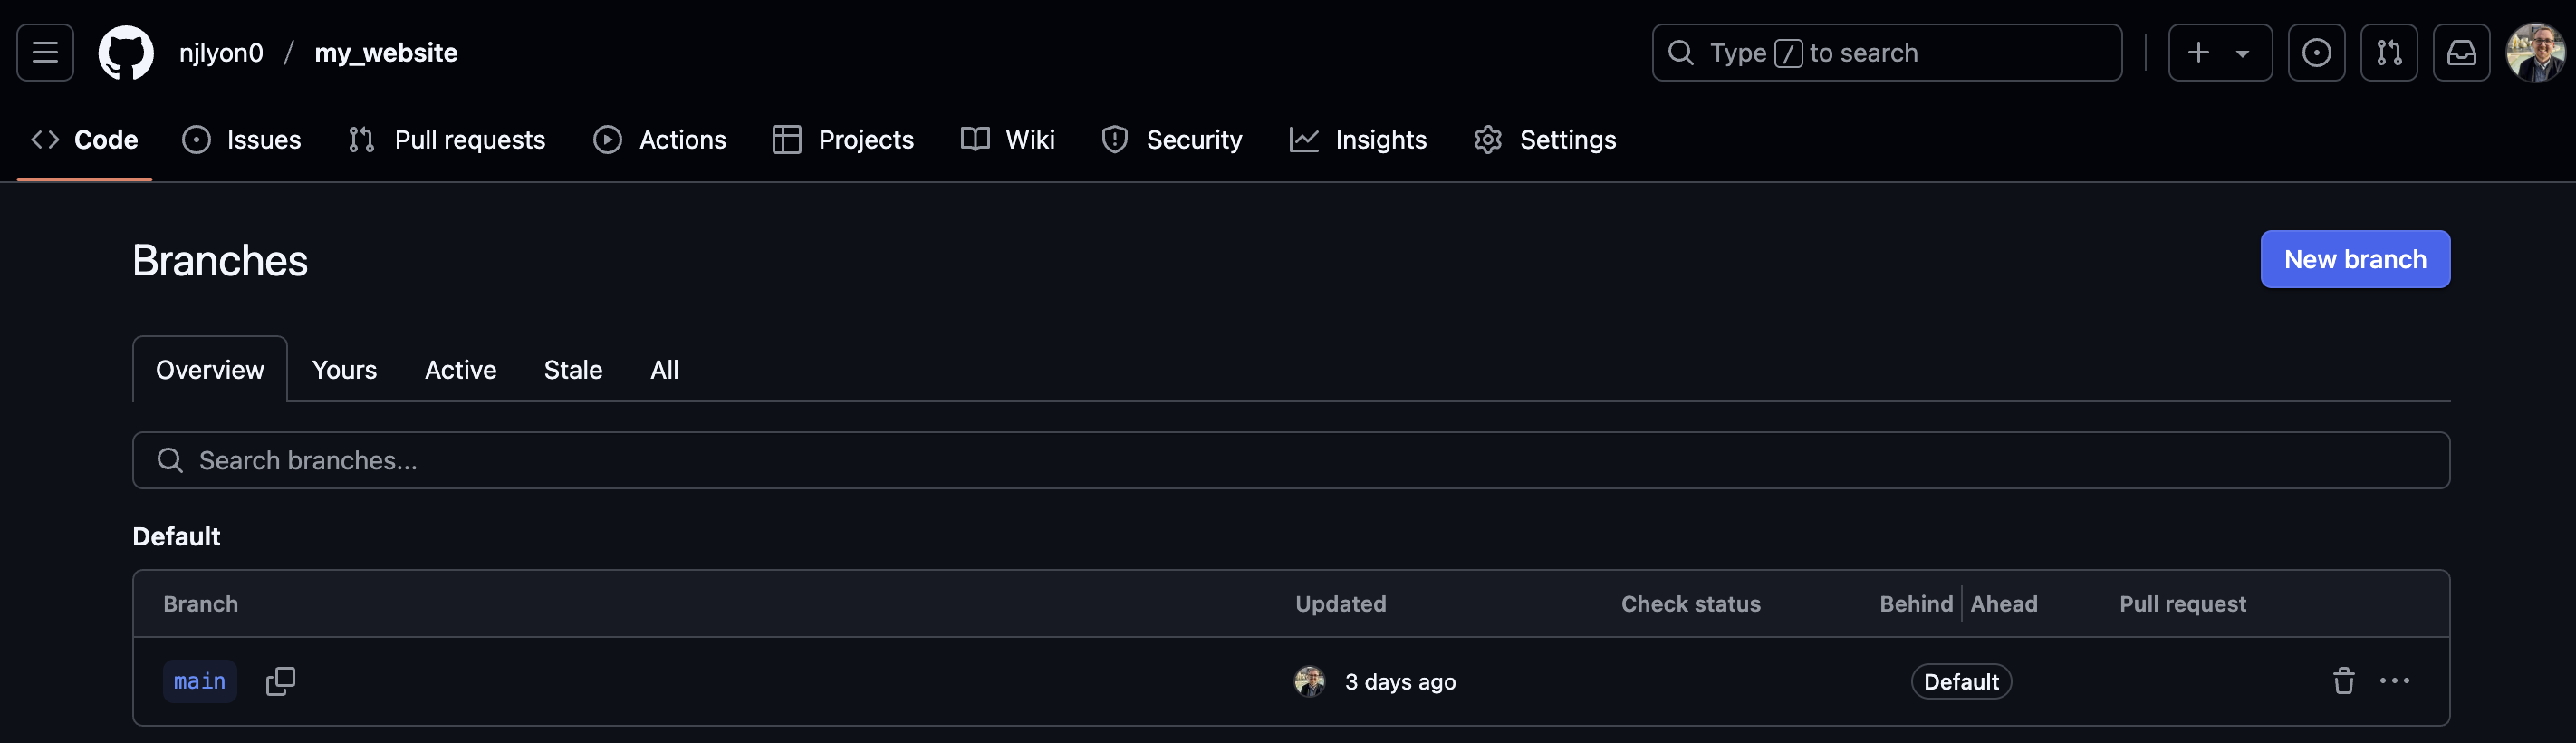 njlyon0 / my_website
Type / to search
Code Issues Pull requests Actions Projects Wiki Security Insights Settings
Branches
New branch
Overview Yours Active Stale All
Search branches...
Default
Branch Updated Check status Behind Ahead Pull request
main 3 days ago Default